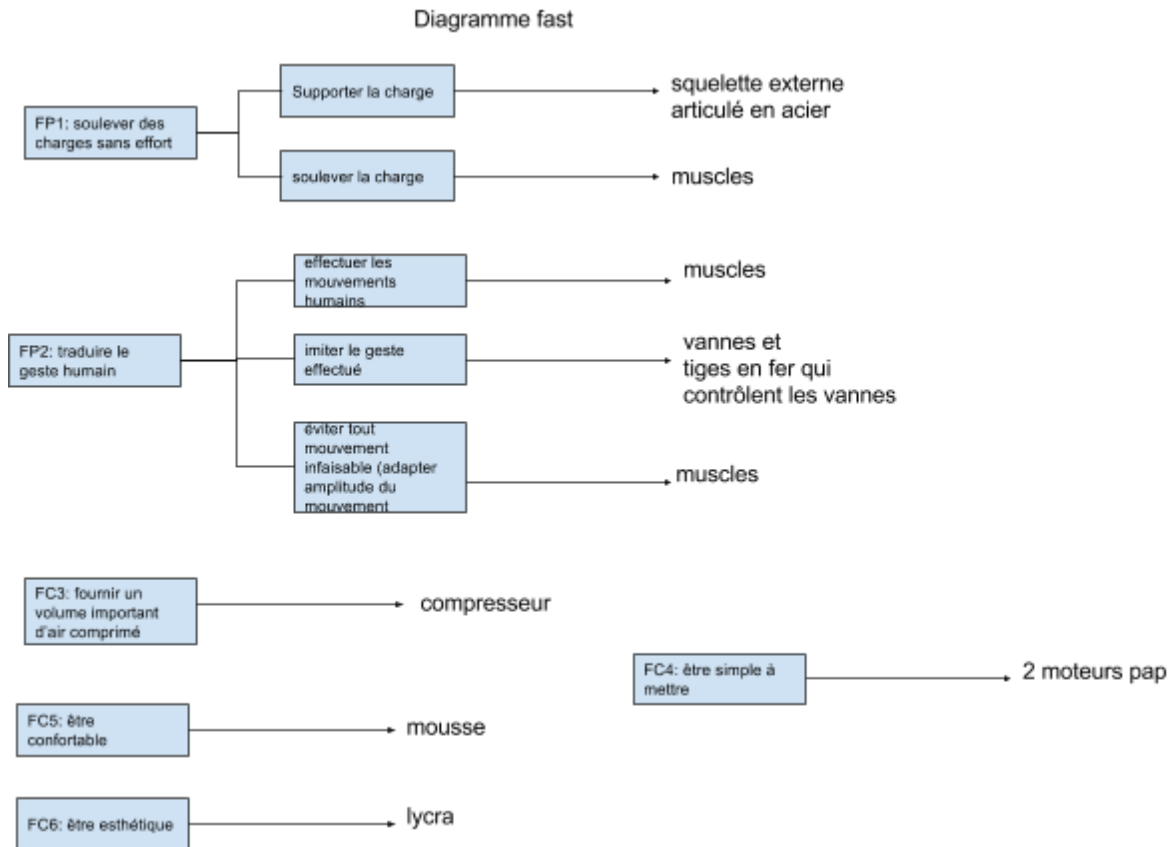 Diagramme fast
FP1: soulever des
charges sans effort
Supporter la charge
squelette externe
articulé en acier
soulever la charge
muscles
FP2: traduire le
geste humain
effectuer les
mouvements
humains
muscles
imiter le geste
effectué
vannes et
tiges en fer qui
contrôlent les vannes
éviter tout
mouvement
infaisable (adapter
amplitude du
mouvement
muscles
FC3: fournir un
volume important
d'air comprimé
compresseur
FC4: être simple à
mettre
2 moteurs pap
FC5: être
confortable
mousse
FC6: être esthétique
lycra